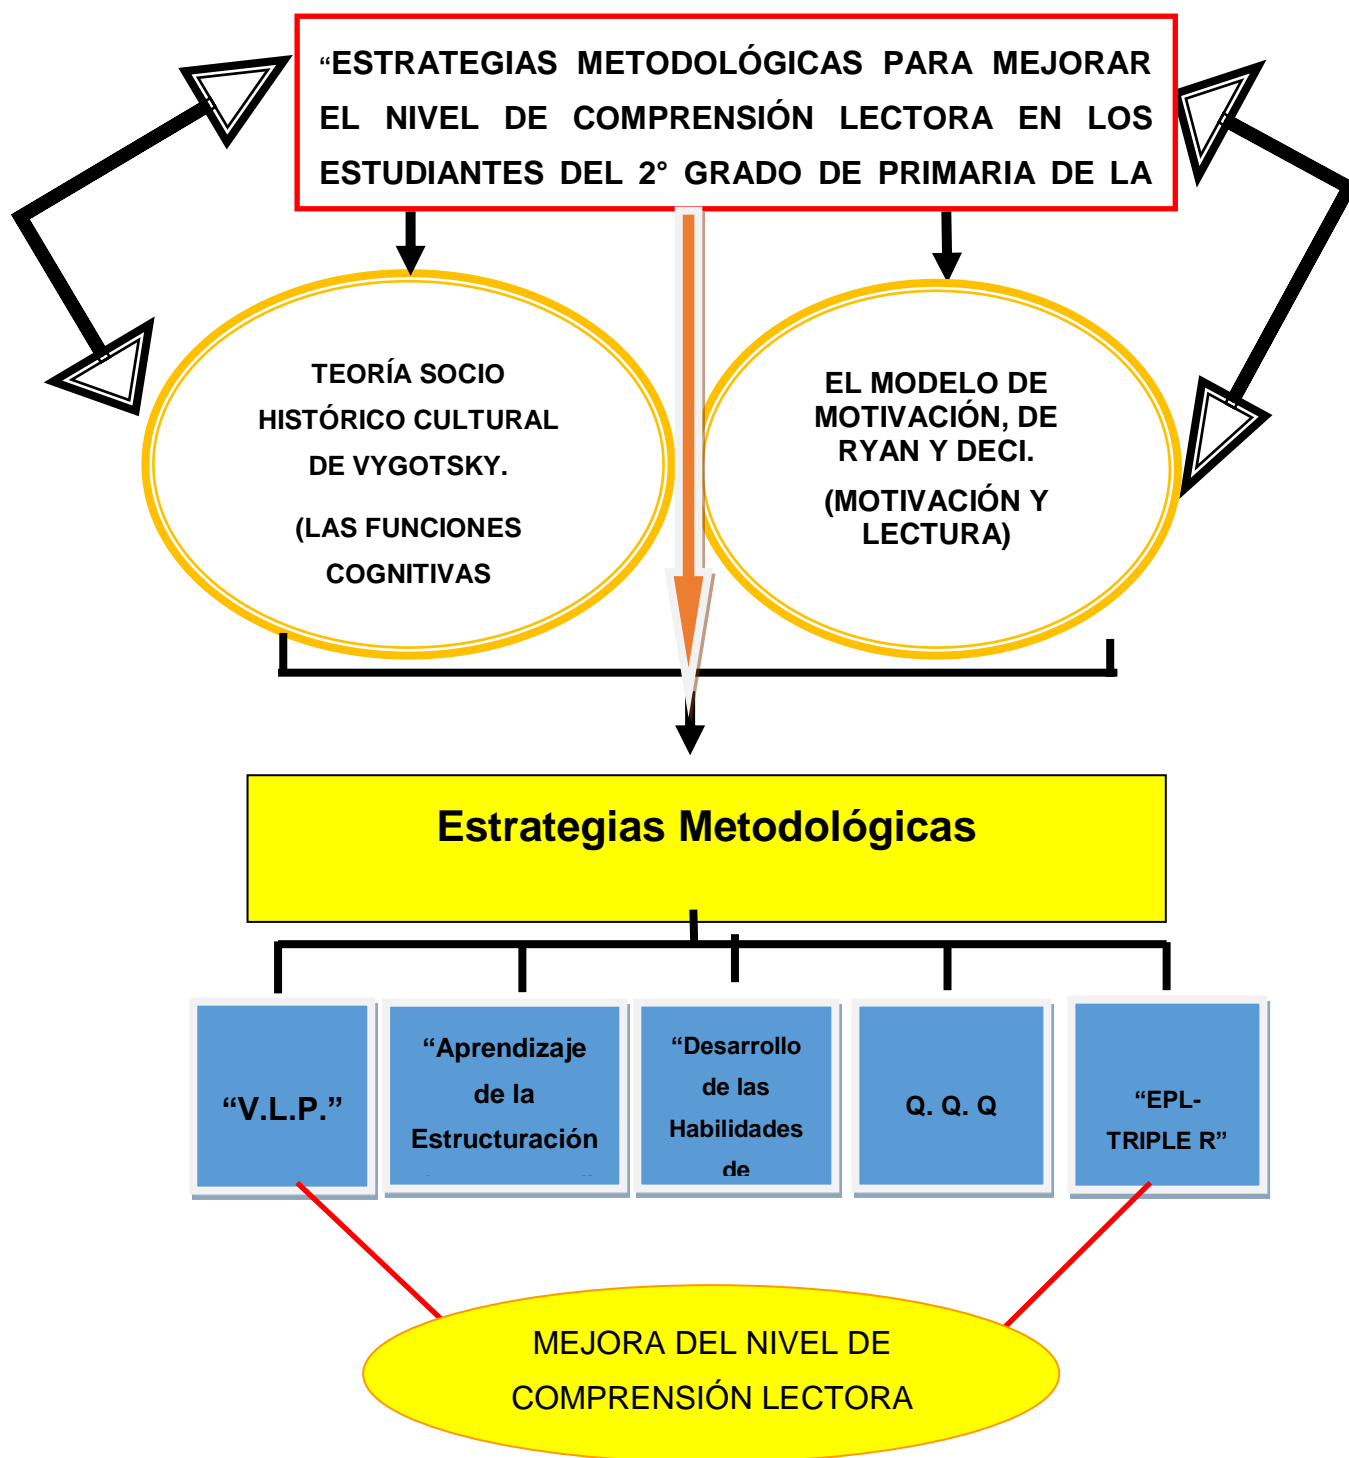 “ESTRATEGIAS METODOLÓGICAS PARA MEJORAR
EL NIVEL DE COMPRENSIÓN LECTORA EN LOS
ESTUDIANTES DEL 2° GRADO DE PRIMARIA DE LA
TEORÍA SOCIO
HISTÓRICO CULTURAL
DE VYGOTSKY.
(LAS FUNCIONES
COGNITIVAS
EL MODELO DE
MOTIVACIÓN, DE
RYAN Y DECI.
(MOTIVACIÓN Y
LECTURA)
Estrategias Metodológicas
“V.L.P.”
“Aprendizaje
de la
Estructuración
“Desarrollo
de las
Habilidades
de
Q. Q. Q
“EPL-
TRIPLE R”
MEJORA DEL NIVEL DE
COMPRENSIÓN LECTORA